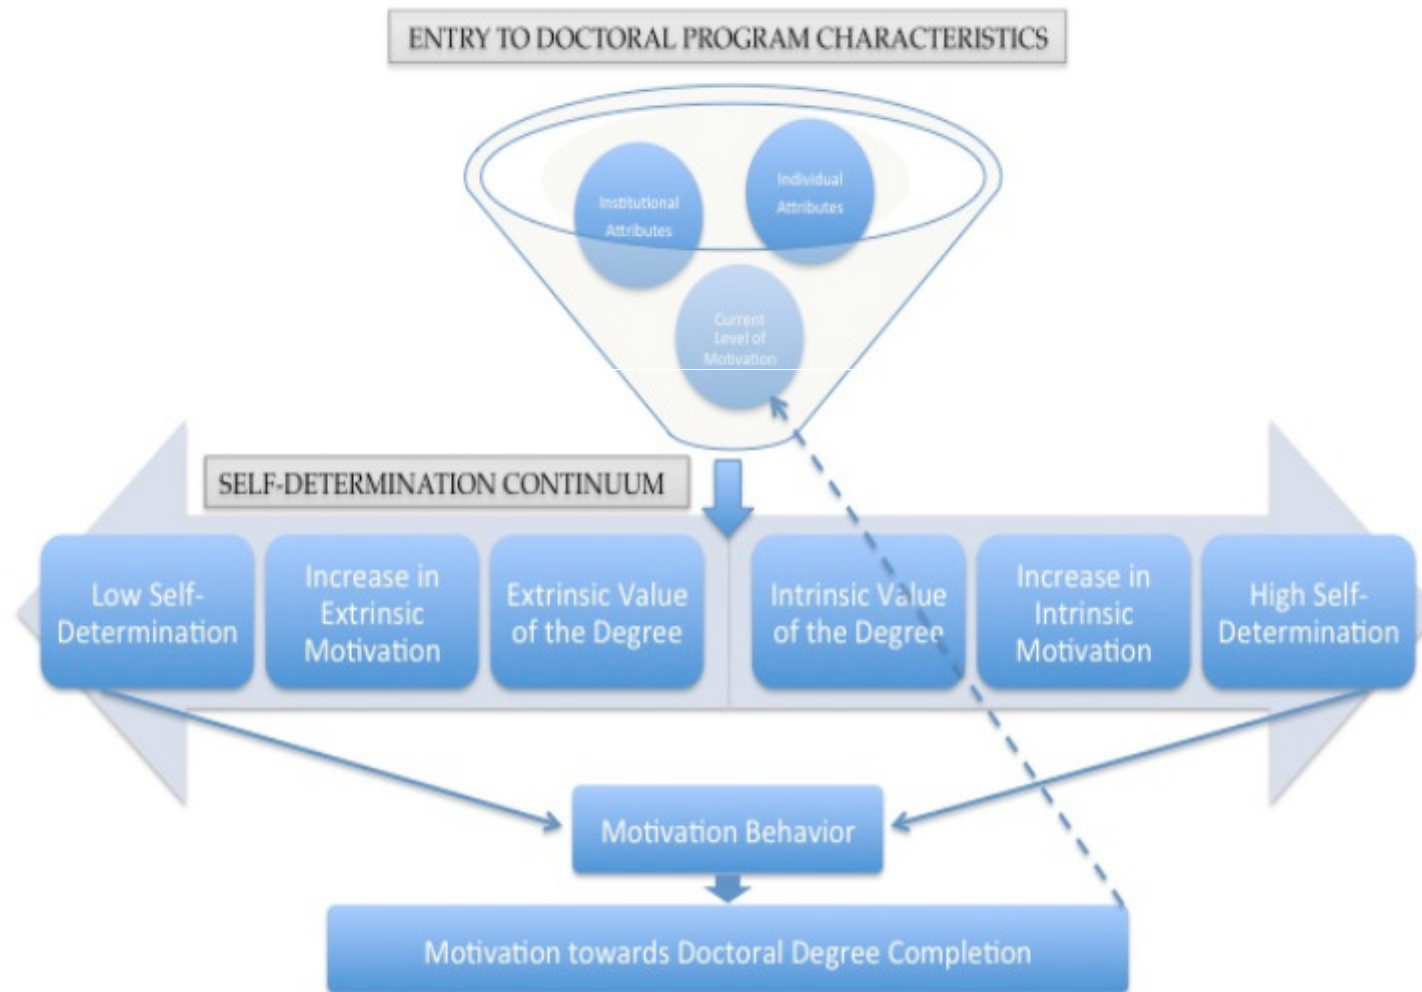 ENTRY TO DOCTORAL PROGRAM CHARACTERISTICS
Institutional
Attributes
Individual
Attributes
Current
Level of
Motivation
SELF-DETERMINATION CONTINUUM
Low Self-
Determination
Increase in
Extrinsic
Motivation
Extrinsic Value
of the Degree
Intrinsic Value
of the Degree
Increase in
Intrinsic
Motivation
High Self-
Determination
Motivation Behavior
Motivation towards Doctoral Degree Completion